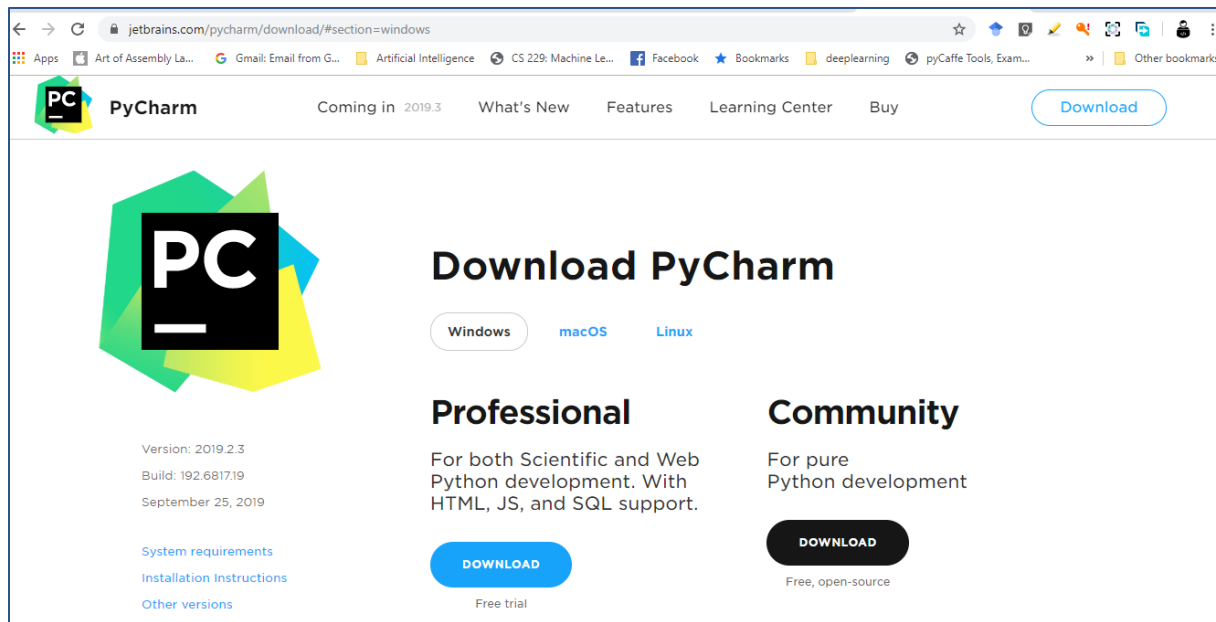 jetbrains.com/pycharm/download/#section=windows
Apps Art of Assembly La... Gmail: Email from G... Artificial Intelligence CS 229: Machine Le... Facebook Bookmarks deeplearning pyCaffe Tools, Exam... » Other bookmarks
PC PyCharm Coming in 2019.3 What's New Features Learning Center Buy Download
PC
Download PyCharm
Windows macOS Linux
Professional
For both Scientific and Web
Python development. With
HTML, JS, and SQL support.
DOWNLOAD
Free trial
Community
For pure
Python development
DOWNLOAD
Free, open-source
Version: 2019.2.3
Build: 192.6817.19
September 25, 2019
System requirements
Installation Instructions
Other versions